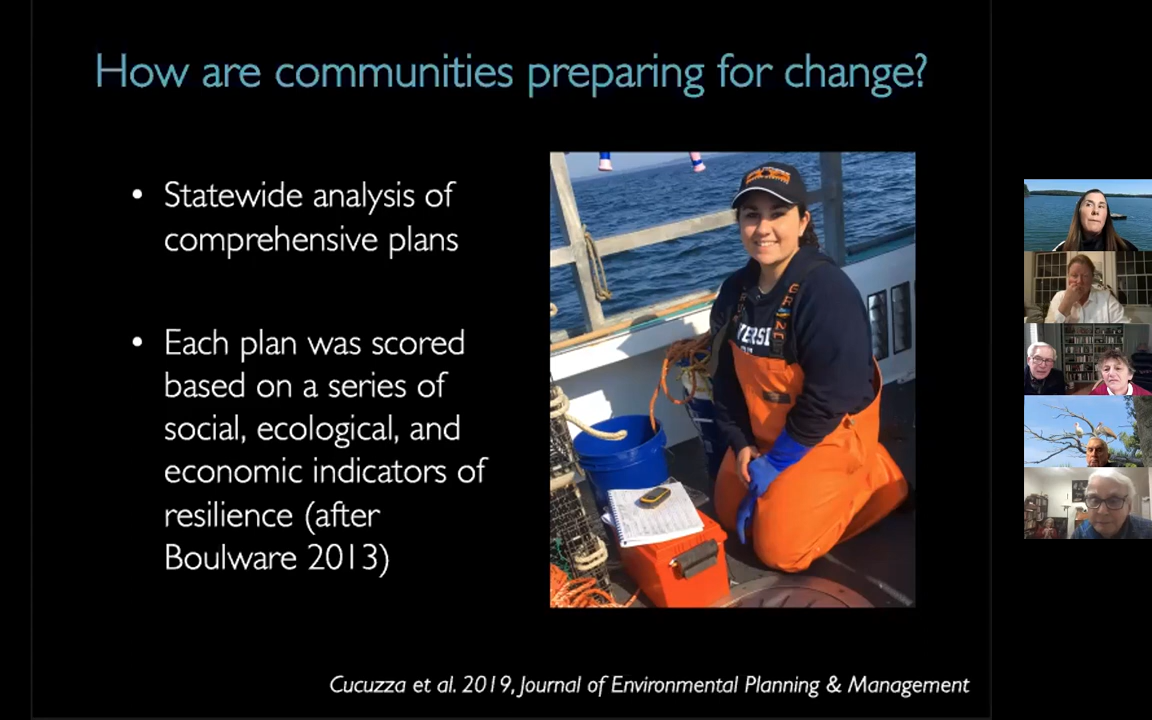 How are communities preparing for change?
• Statewide analysis of
comprehensive plans
• Each plan was scored
based on a series of
social, ecological, and
economic indicators of
resilience (after
Boulware 2013)
Cucuzza et al. 2019, Journal of Environmental Planning & Management